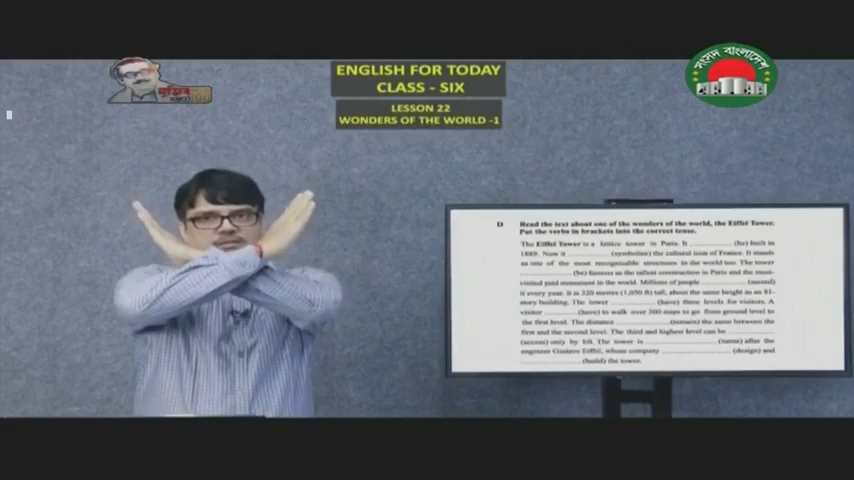 ENGLISH FOR TODAY
CLASS - SIX
LESSON 22
WONDERS OF THE WORLD -1
সংসদ বাংলাদেশ
মুজিব
D Read the text about one of the wonders of the world, the Eiffel Tower.
Put the verbs in brackets into the correct tense.
The Eiffel Tower is a lattice tower in Paris. It .............. (be) built in
1889. Now it .............. (symbolise) the cultural icon of France. It stands
as one of the most recognisable structures in the world too. The tower
.............. (be) famous as the tallest construction in Paris and the most-
visited paid monument in the world. Millions of people .............. (ascend)
it every year. It is 320 metres (1,050 ft) tall, about the same height as an 81-
story building. The tower .............. (have) three levels for visitors. A
visitor .............. (have) to walk over 300 steps to go from ground level to
the first level. The distance .............. (remain) the same between the
first and the second level. The third and highest level can be ..............
(access) only by lift. The tower is .............. (name) after the
engineer Gustave Eiffel, whose company .............. (design) and
.............. (build) the tower.